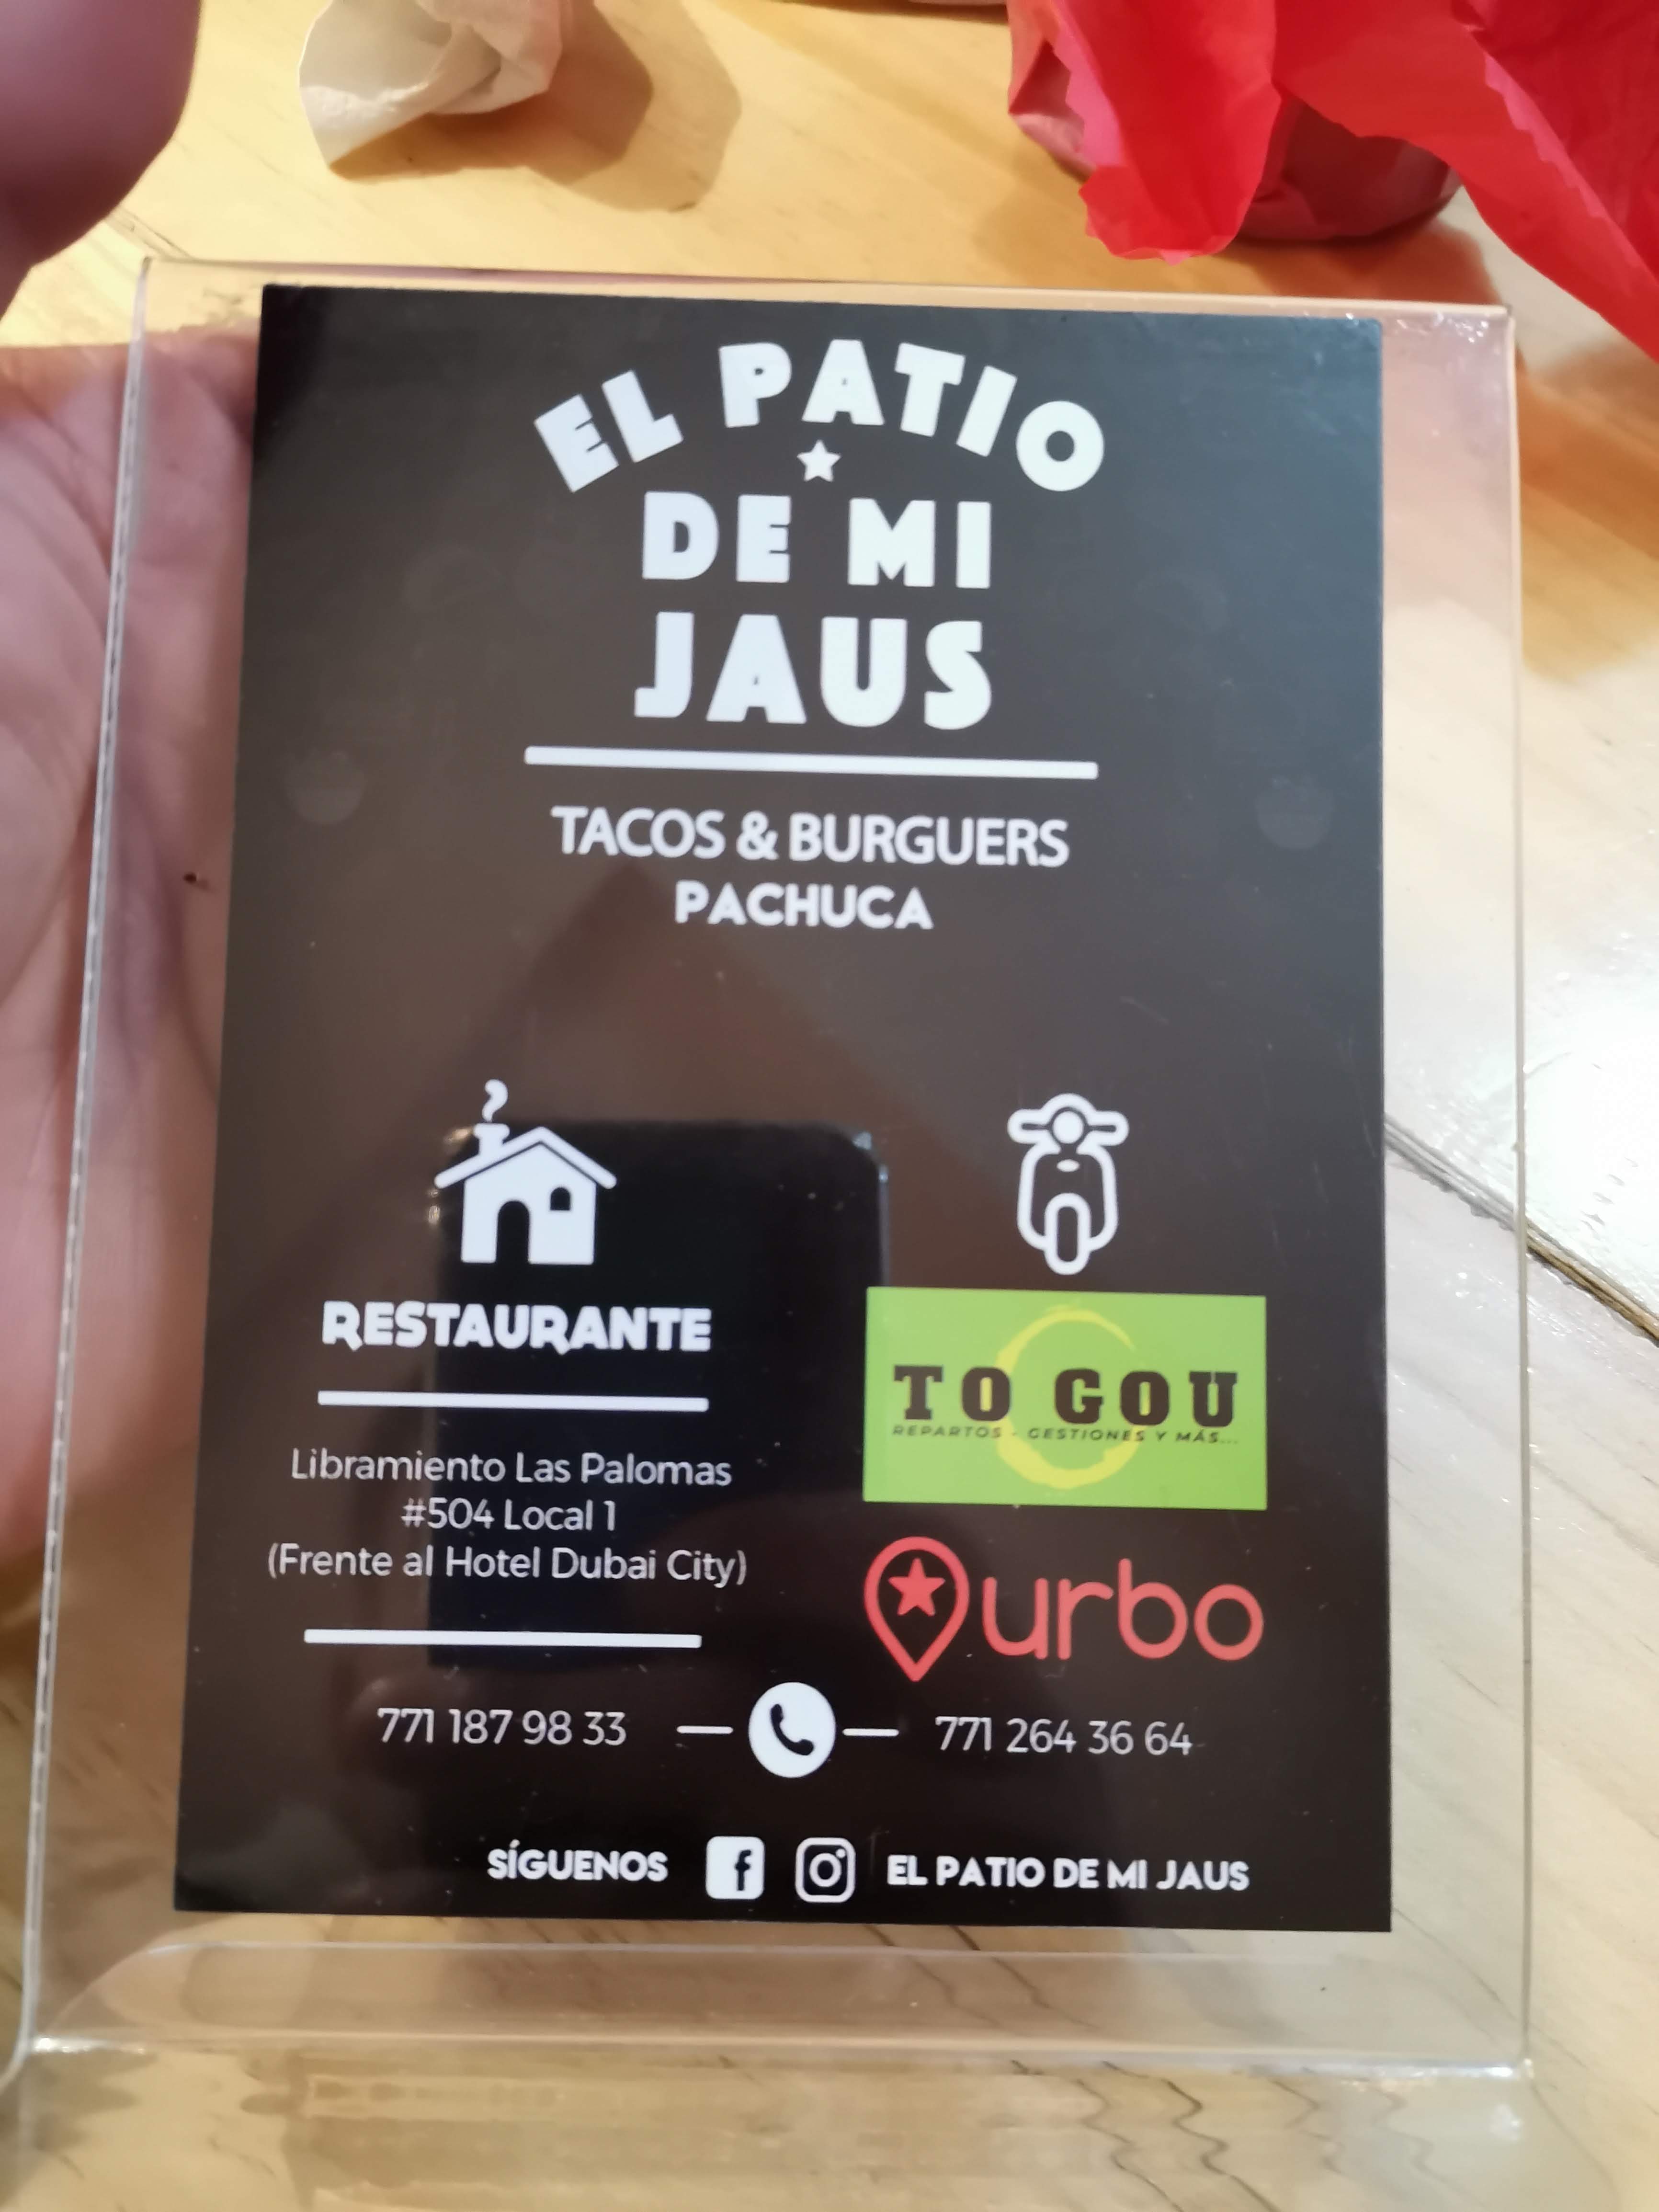 EL PATIO
DE MI
JAUS
TACOS & BURGUERS
PACHUCA
RESTAURANTE
Libramiento Las Palomas
#504 Local 1
(Frente al Hotel Dubai City)
TO GOU
REPARTOS - GESTIONES Y MÁS...
urbo
771 187 98 33
771 264 36 64
SÍGUENOS
f
EL PATIO DE MI JAUS